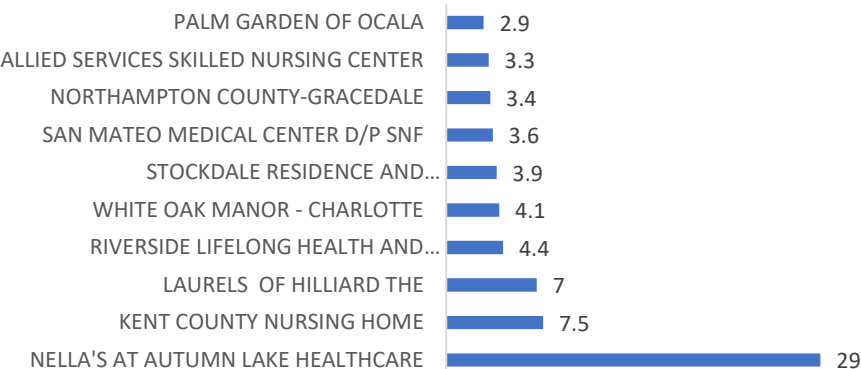 PALM GARDEN OF OCALA 2.9
ALLIED SERVICES SKILLED NURSING CENTER 3.3
NORTHAMPTON COUNTY-GRACEDALE 3.4
SAN MATEO MEDICAL CENTER D/P SNF 3.6
STOCKDALE RESIDENCE AND... 3.9
WHITE OAK MANOR - CHARLOTTE 4.1
RIVERSIDE LIFELONG HEALTH AND... 4.4
LAURELS  OF HILLIARD THE 7
KENT COUNTY NURSING HOME 7.5
NELLA'S AT AUTUMN LAKE HEALTHCARE 29